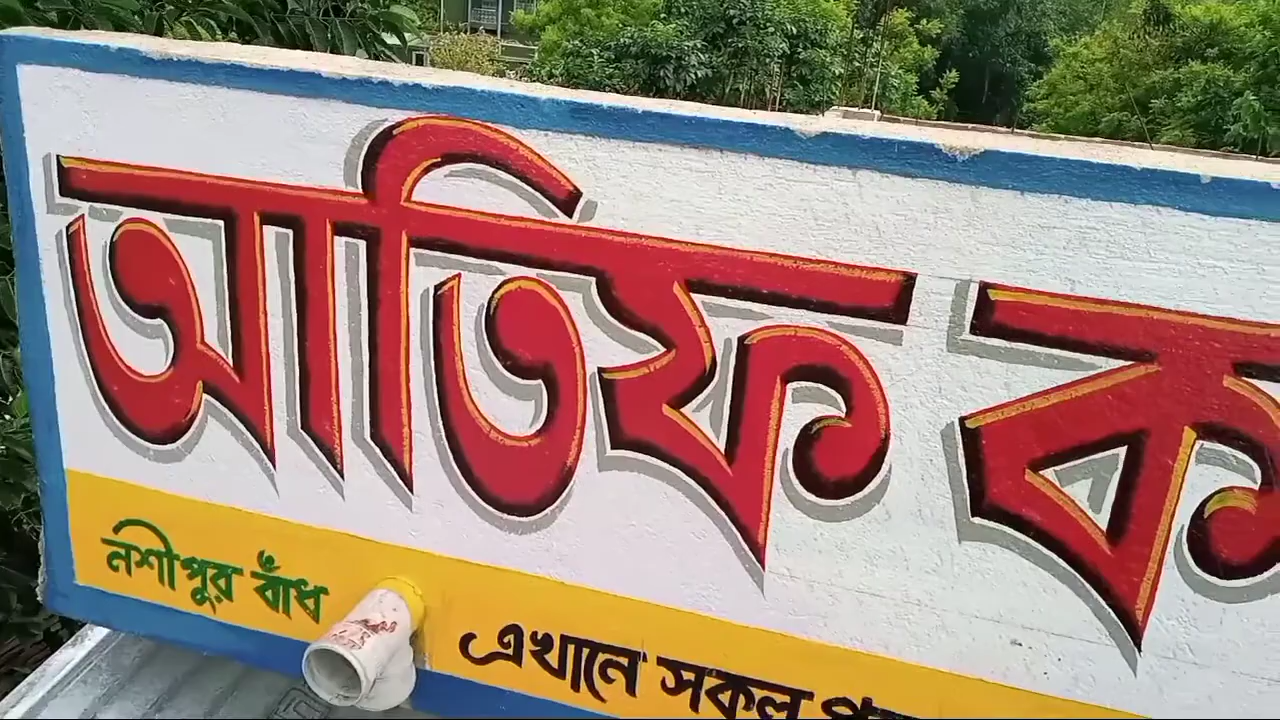 আতিফ ক
নশীপুর বাঁধ
এখানে সকল